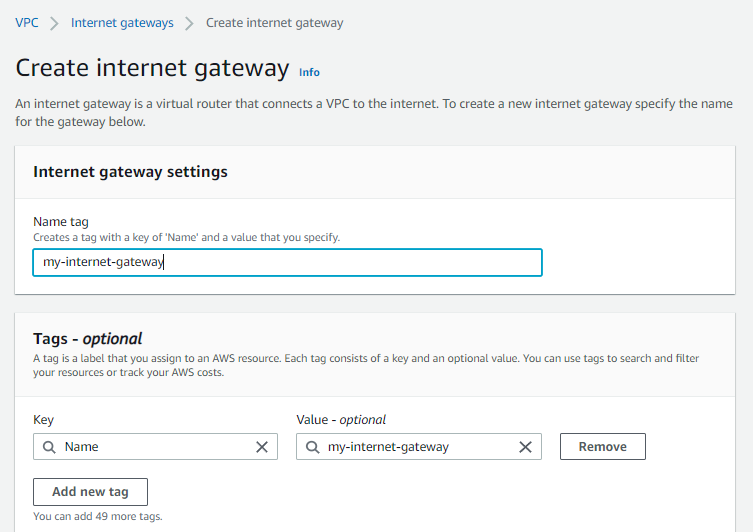 VPC > Internet gateways > Create internet gateway
Create internet gateway Info
An internet gateway is a virtual router that connects a VPC to the internet. To create a new internet gateway specify the name
for the gateway below.
Internet gateway settings
Name tag
Creates a tag with a key of 'Name' and a value that you specify.
my-internet-gateway
Tags - optional
A tag is a label that you assign to an AWS resource. Each tag consists of a key and an optional value. You can use tags to search and filter
your resources or track your AWS costs.
Key Value - optional
Name my-internet-gateway Remove
Add new tag
You can add 49 more tags.